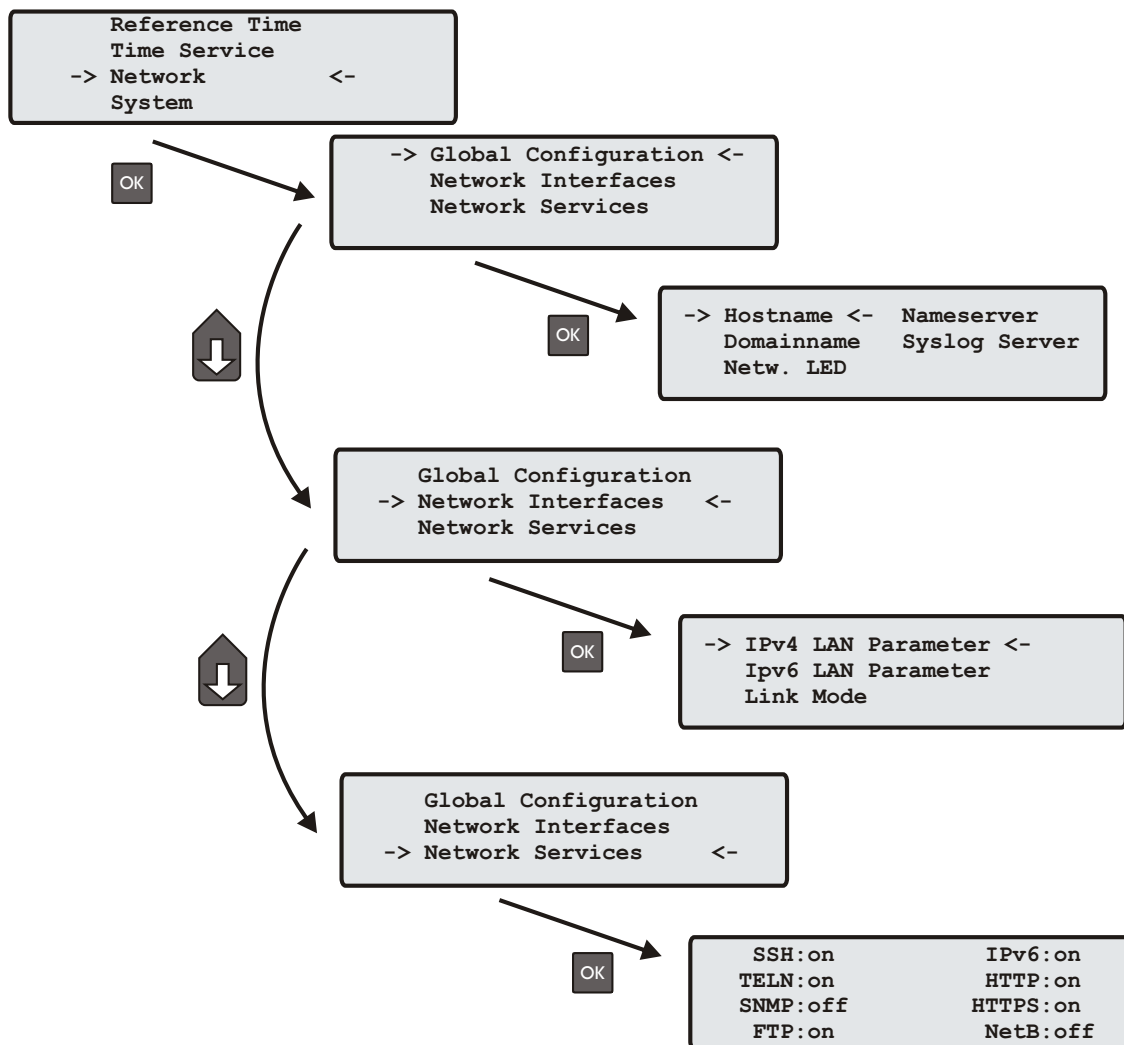 Reference Time
Time Service
-> Network <-
System
OK
-> Global Configuration <-
Network Interfaces
Network Services
OK
-> Hostname <- Nameserver
Domainname Syslog Server
Netw. LED
Global Configuration
-> Network Interfaces <-
Network Services
OK
-> IPv4 LAN Parameter <-
Ipv6 LAN Parameter
Link Mode
Global Configuration
Network Interfaces
-> Network Services <-
OK
SSH:on IPv6:on
TELN:on HTTP:on
SNMP:off HTTPS:on
FTP:on NetB:off